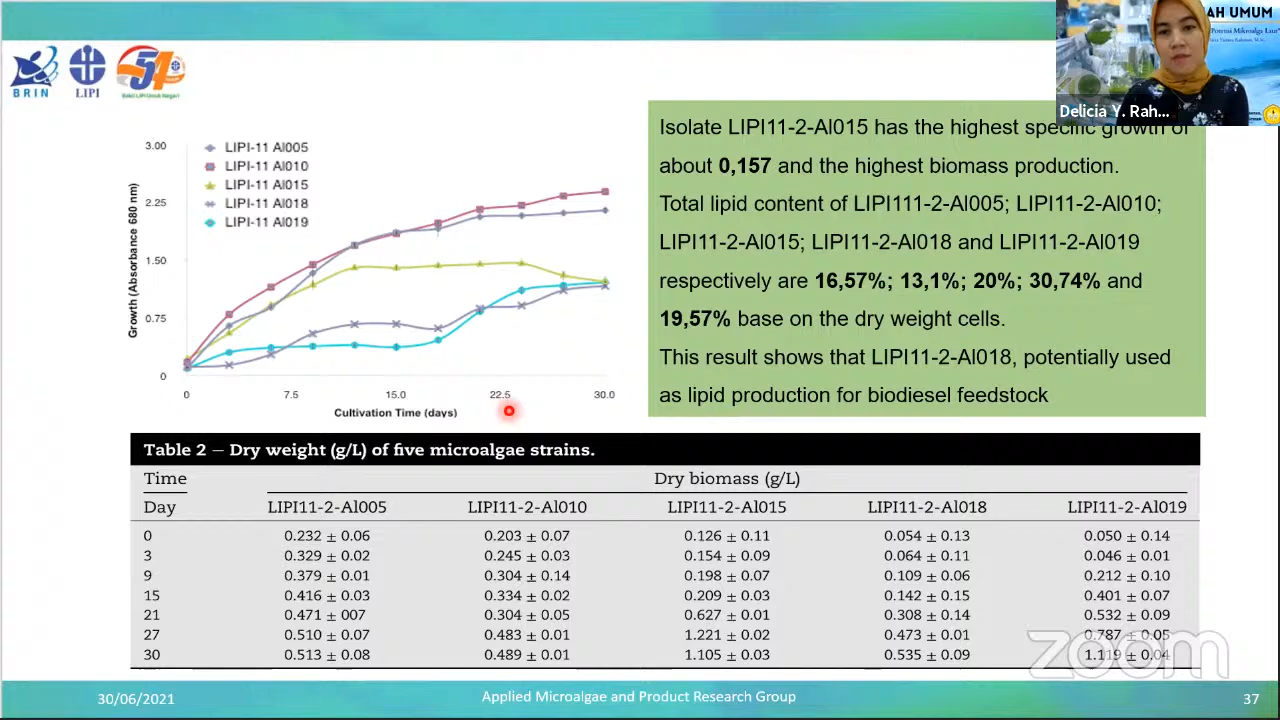 AH UMUM
Potensi Mikroalga Laut"
BRIN
LIPI
Delicia Y. Rah...
Isolate LIPI11-2-Al015 has the highest specific growth of
about 0,157 and the highest biomass production.
Total lipid content of LIPI111-2-Al005; LIPI11-2-Al010;
LIPI11-2-Al015; LIPI11-2-Al018 and LIPI11-2-Al019
respectively are 16,57%; 13,1%; 20%; 30,74% and
19,57% base on the dry weight cells.
This result shows that LIPI11-2-Al018, potentially used
as lipid production for biodiesel feedstock
LIPI-11 Al005
LIPI-11 Al010
LIPI-11 Al015
LIPI-11 Al018
LIPI-11 Al019
Growth (Absorbance 680 nm)
3.00
2.25
1.50
0.75
0
0 7.5 15.0 22.5 30.0
Cultivation Time (days)
Table 2 – Dry weight (g/L) of five microalgae strains.
Time Dry biomass (g/L)
Day LIPI11-2-Al005 LIPI11-2-Al010 LIPI11-2-Al015 LIPI11-2-Al018 LIPI11-2-Al019
0 0.232 ± 0.06 0.203 ± 0.07 0.126 ± 0.11 0.054 ± 0.13 0.050 ± 0.14
3 0.329 ± 0.02 0.245 ± 0.03 0.154 ± 0.09 0.064 ± 0.11 0.046 ± 0.01
9 0.379 ± 0.01 0.304 ± 0.14 0.198 ± 0.07 0.109 ± 0.06 0.212 ± 0.10
15 0.416 ± 0.03 0.334 ± 0.02 0.209 ± 0.03 0.142 ± 0.15 0.401 ± 0.07
21 0.471 ± 007 0.304 ± 0.05 0.627 ± 0.01 0.308 ± 0.14 0.532 ± 0.09
27 0.510 ± 0.07 0.483 ± 0.01 1.221 ± 0.02 0.473 ± 0.01 0.787 ± 0.05
30 0.513 ± 0.08 0.489 ± 0.01 1.105 ± 0.03 0.535 ± 0.09 1.119 ± 0.04
zoom
30/06/2021 Applied Microalgae and Product Research Group 37